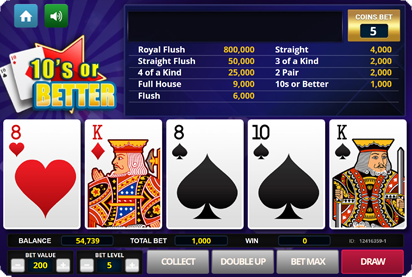 COINS BET
5
10's or
BETTER
Royal Flush 800,000 Straight 4,000
Straight Flush 50,000 3 of a Kind 2,000
4 of a Kind 25,000 2 Pair 2,000
Full House 9,000 10s or Better 1,000
Flush 6,000
8 K 8 10 K
BALANCE 54,739 TOTAL BET 1,000 WIN 0 ID: 12416359-1
BET VALUE BET LEVEL
- 200 + - 5 + COLLECT DOUBLE UP BET MAX DRAW